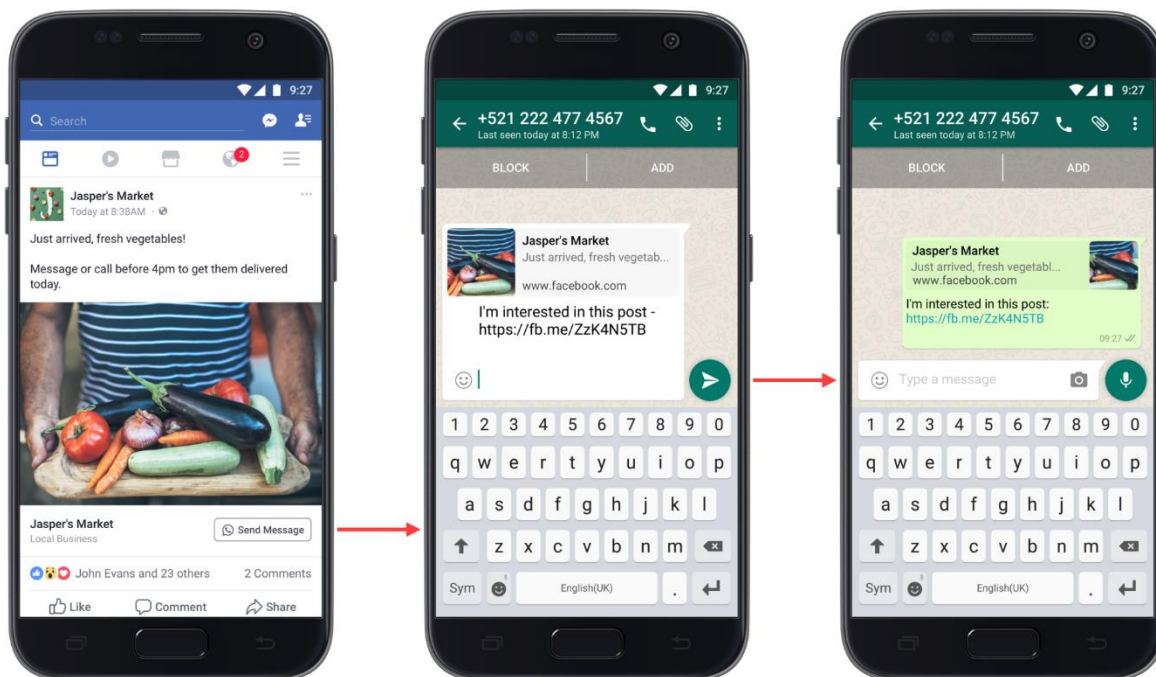 9:27
Search
2
Jasper's Market
Today at 8:38AM
Just arrived, fresh vegetables!
Message or call before 4pm to get them delivered
today.
Jasper's Market
Local Business
Send Message
John Evans and 23 others
2 Comments
Like
Comment
Share
9:27
+521 222 477 4567
Last seen today at 8:12 PM
BLOCK
ADD
Jasper's Market
Just arrived, fresh vegetab...
www.facebook.com
I'm interested in this post -
https://fb.me/ZzK4N5TB
1 2 3 4 5 6 7 8 9 0
q w e r t y u i o p
a s d f g h j k l
z x c v b n m
Sym
English(UK)
.
9:27
+521 222 477 4567
Last seen today at 8:12 PM
BLOCK
ADD
Jasper's Market
Just arrived, fresh vegetabl...
www.facebook.com
I'm interested in this post:
https://fb.me/ZzK4N5TB
09:27
Type a message
1 2 3 4 5 6 7 8 9 0
q w e r t y u i o p
a s d f g h j k l
z x c v b n m
Sym
English(UK)
.